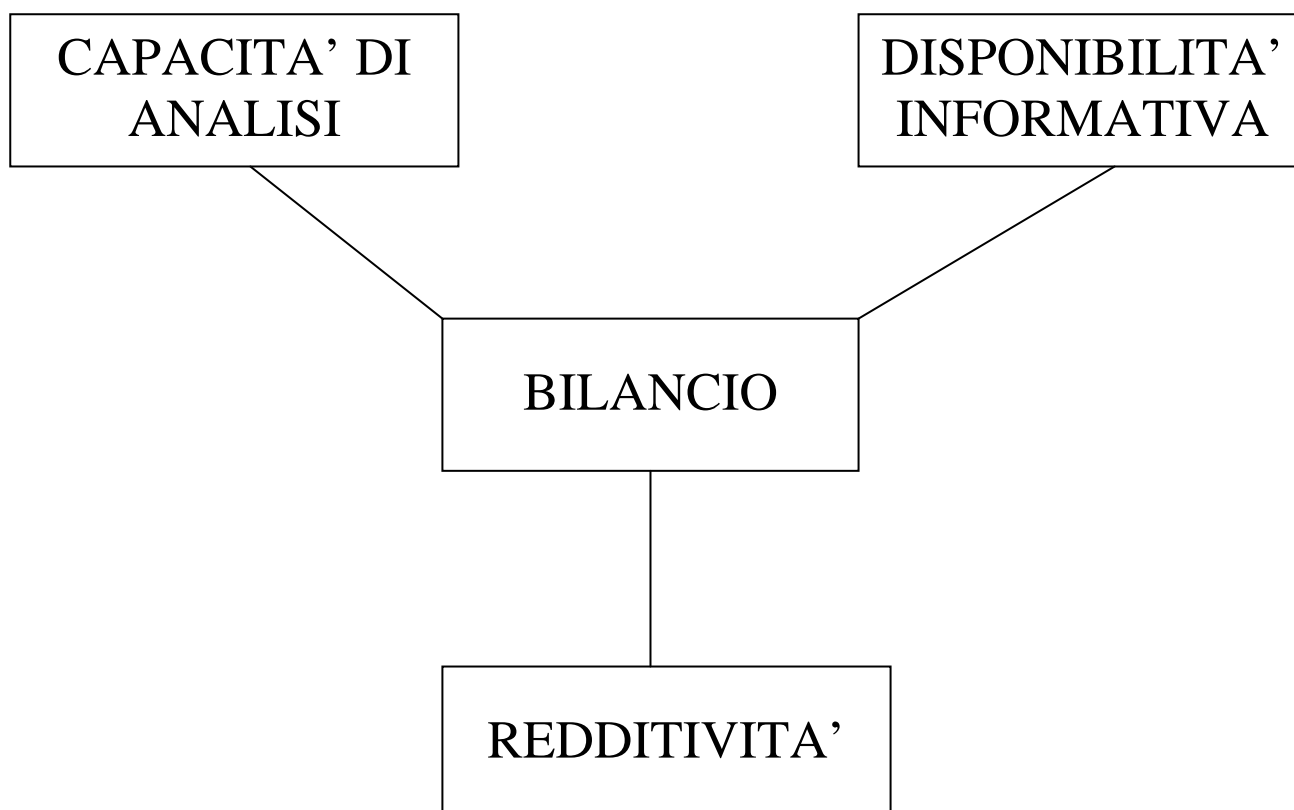 CAPACITA’ DI
ANALISI
DISPONIBILITA’
INFORMATIVA
BILANCIO
REDDITIVITA’